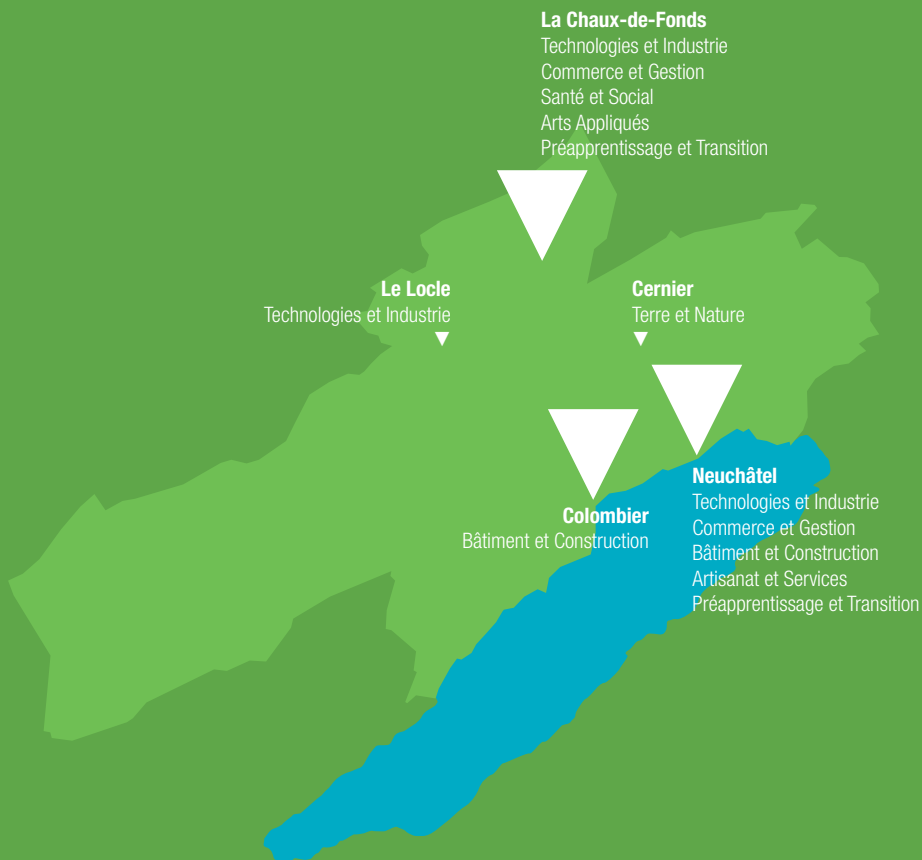 La Chaux-de-Fonds
Technologies et Industrie
Commerce et Gestion
Santé et Social
Arts Appliqués
Préapprentissage et Transition
Le Locle
Technologies et Industrie
Cernier
Terre et Nature
Colombier
Bâtiment et Construction
Neuchâtel
Technologies et Industrie
Commerce et Gestion
Bâtiment et Construction
Artisanat et Services
Préapprentissage et Transition